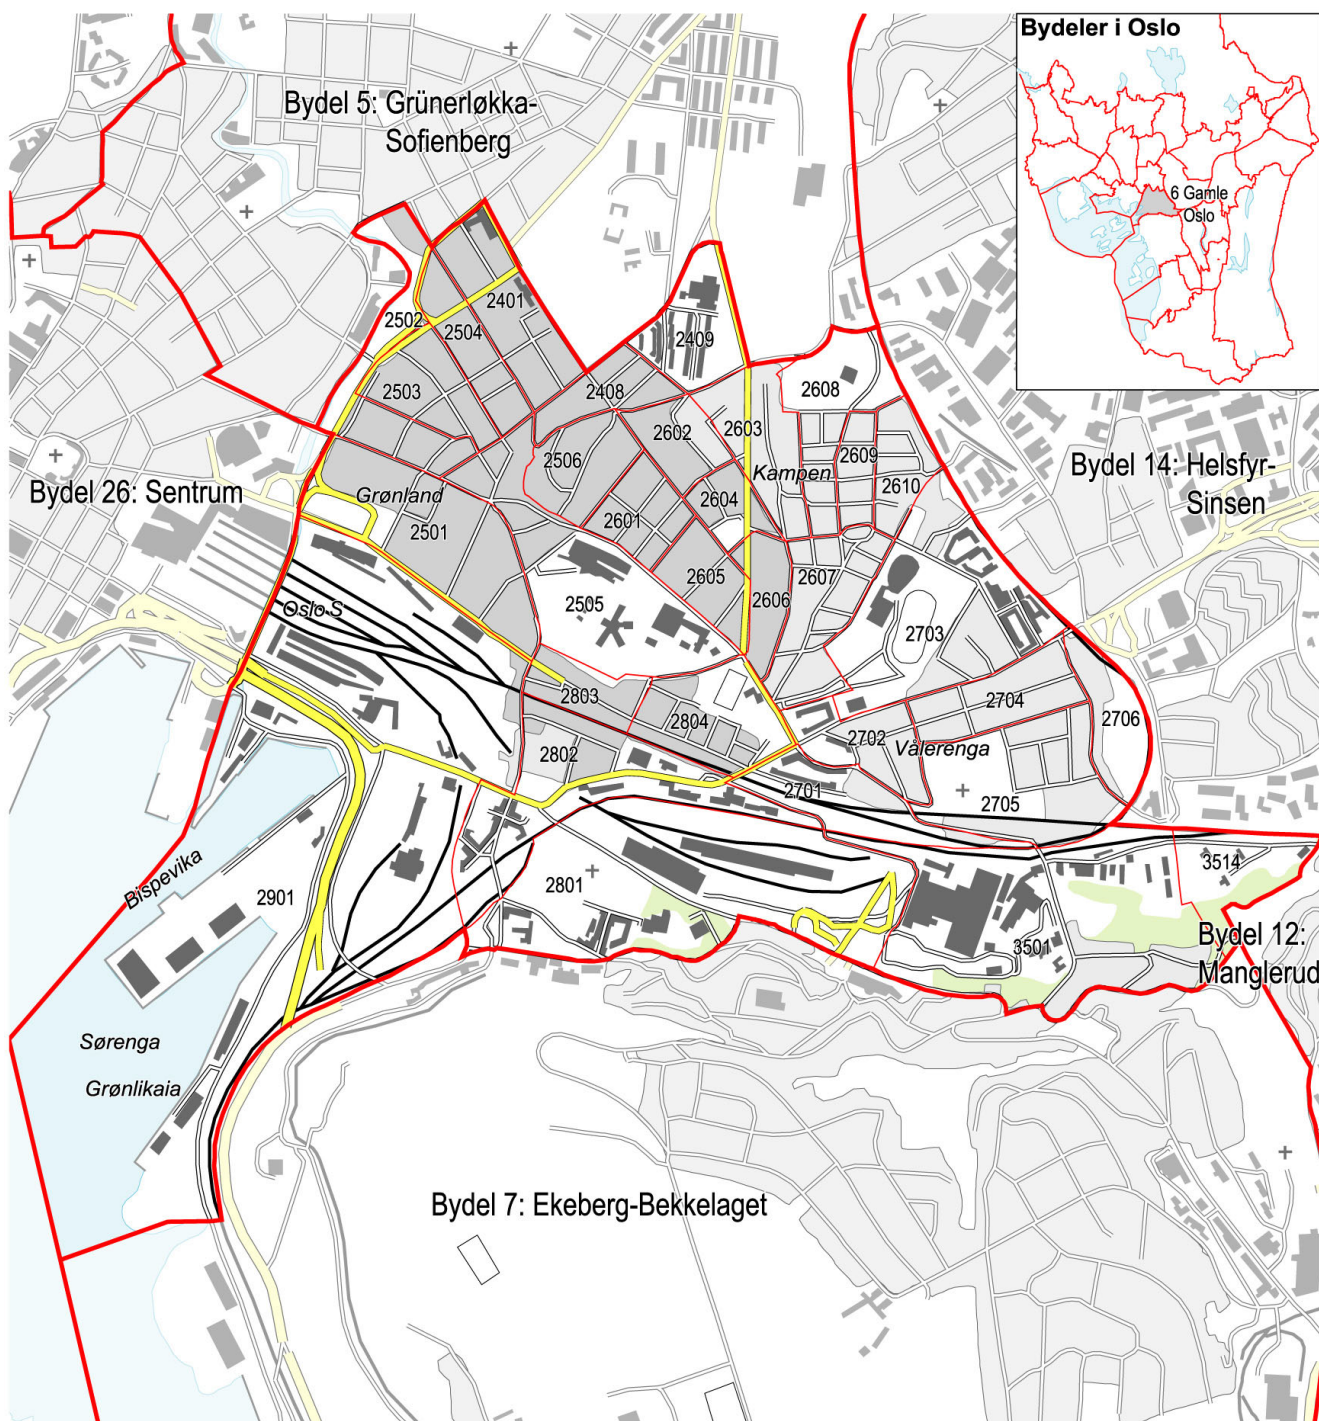 Bydeler i Oslo
6 Gamle
Oslo
Bydel 5: Grünerløkka-
Sofienberg
2401
2502
2504
2409
2408
2503
2608
2602
2603
2609
2506
Kampen
2610
Bydel 14: Helsfyr-
Sinsen
Bydel 26: Sentrum
Grønland
2604
2501
2601
2605
2607
2606
2505
Oslo S
2703
2803
2704
2804
2706
2702
Vålerenga
2802
2701
2705
Bispevika
2901
2801
3514
3501
Bydel 12:
Manglerud
Sørenga
Grønlikaia
Bydel 7: Ekeberg-Bekkelaget